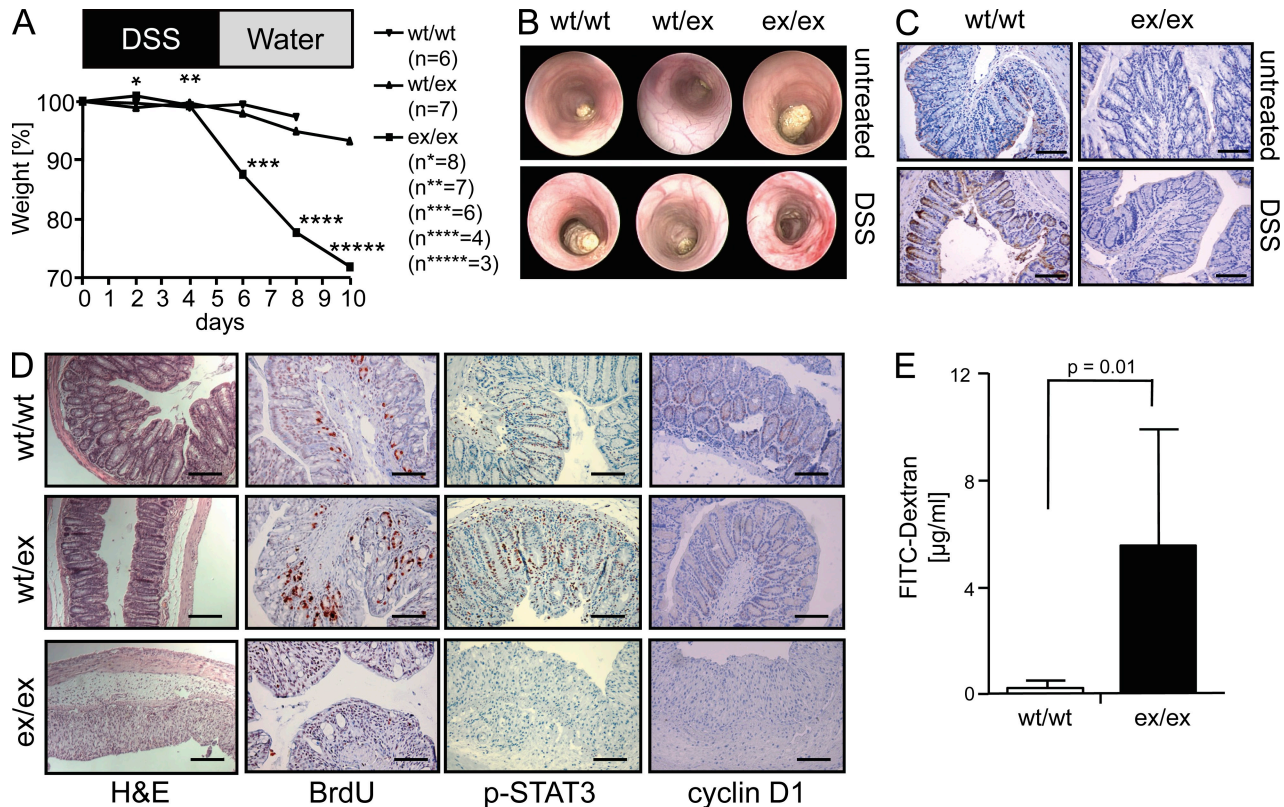 A
DSS Water
* **
***
****
*****
100
90
80
70
Weight [%]
0 1 2 3 4 5 6 7 8 9 10
days
wt/wt
(n=6)
wt/ex
(n=7)
ex/ex
(n*=8)
(n**=7)
(n***=6)
(n****=4)
(n*****=3)
B
wt/wt wt/ex ex/ex
untreated
DSS
C
wt/wt ex/ex
untreated
DSS
D
wt/wt
wt/ex
ex/ex
H&E BrdU p-STAT3 cyclin D1
E
p = 0.01
12
8
4
0
FITC-Dextran
[µg/ml]
wt/wt ex/ex